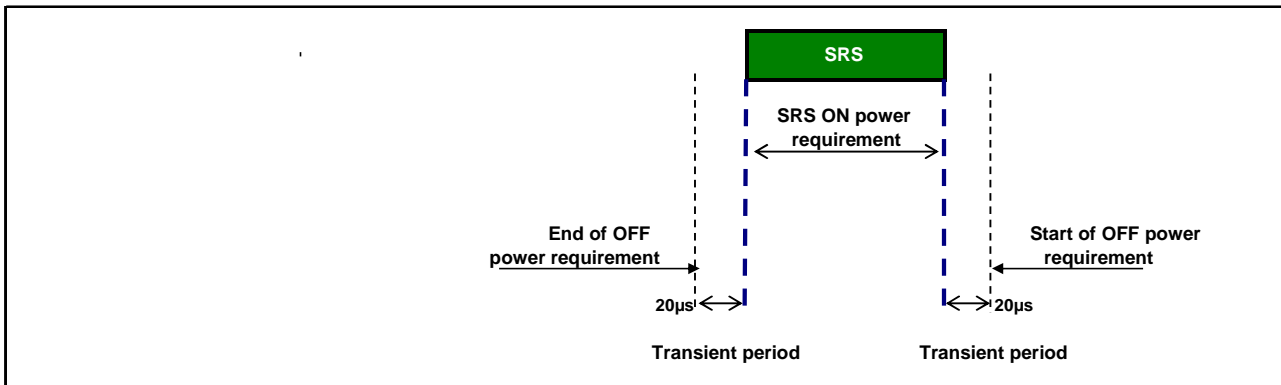 SRS
SRS ON power
requirement
End of OFF
power requirement
Start of OFF power
requirement
20µs
20µs
Transient period
Transient period